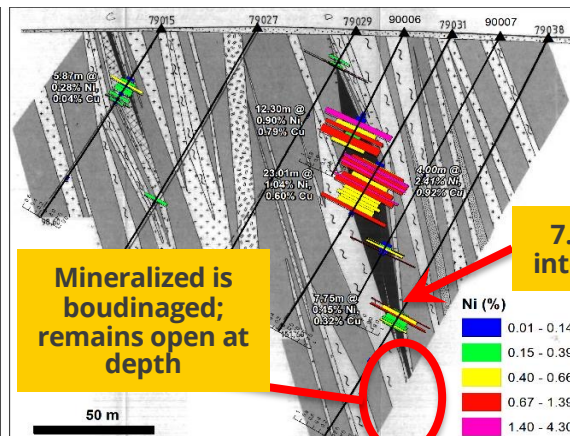 79015
79027
79029
90006
79031
90007
79038
5.87m @
0.28% Ni,
0.04% Cu
12.30m @
0.90% Ni,
0.79% Cu
23.01m @
1.04% Ni,
0.60% Cu
4.00m @
2.41% Ni,
0.92% Cu
7.75m @
0.45% Ni,
0.32% Cu
7.
int
Mineralized is
boudinaged;
remains open at
depth
Ni (%)
0.01 - 0.14
0.15 - 0.39
0.40 - 0.66
0.67 - 1.39
1.40 - 4.30
50 m